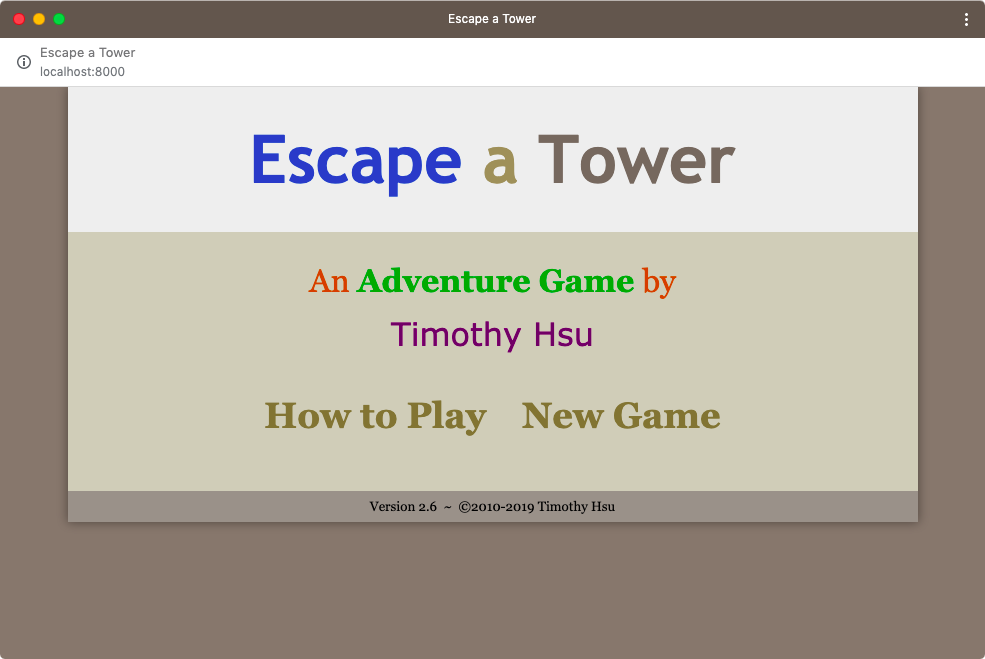 Escape a Tower
Escape a Tower
localhost:8000
Escape a Tower
An Adventure Game by
Timothy Hsu
How to Play New Game
Version 2.6 ~ ©2010-2019 Timothy Hsu